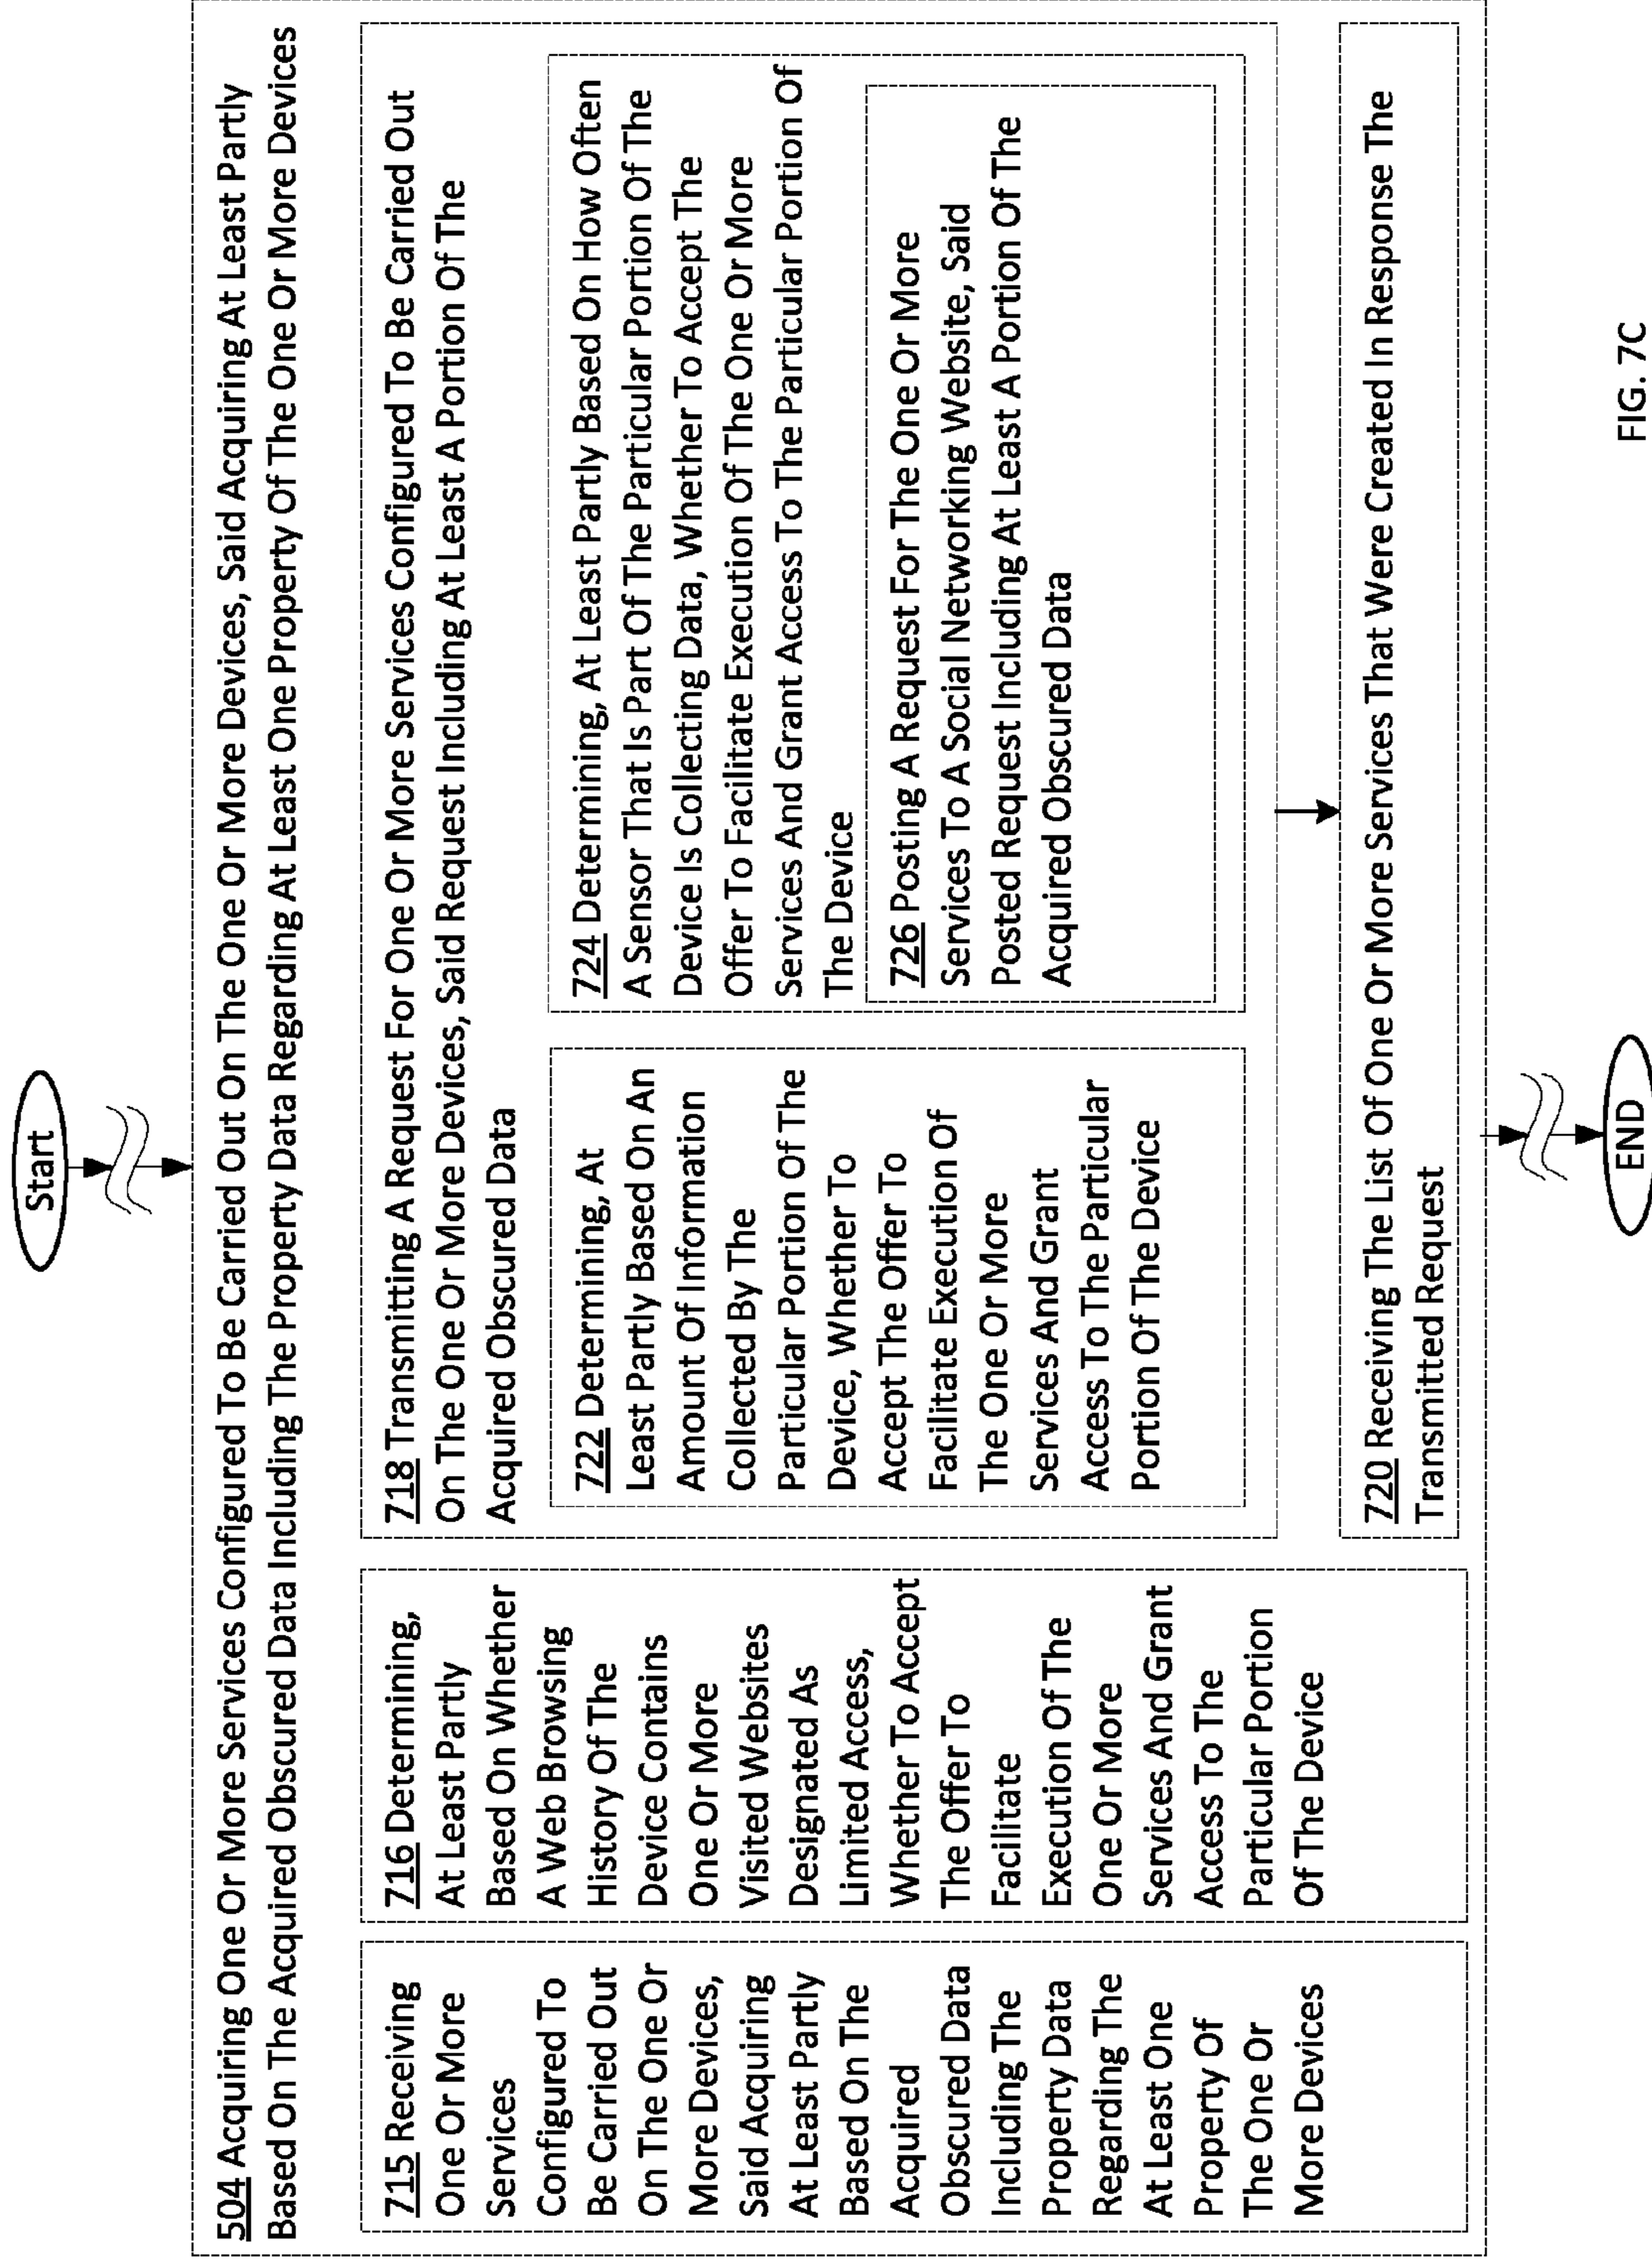 Start
504 Acquiring One Or More Services Configured To Be Carried Out On The One Or More Devices, Said Acquiring At Least Partly
Based On The Acquired Obscured Data Including The Property Data Regarding At Least One Property Of The One Or More Devices
715 Receiving
One Or More
Services
Configured To
Be Carried Out
On The One Or
More Devices,
Said Acquiring
At Least Partly
Based On The
Acquired
Obscured Data
Including The
Property Data
Regarding The
At Least One
Property Of
The One Or
More Devices
716 Determining,
At Least Partly
Based On Whether
A Web Browsing
History Of The
Device Contains
One Or More
Visited Websites
Designated As
Limited Access,
Whether To Accept
The Offer To
Facilitate
Execution Of The
One Or More
Services And Grant
Access To The
Particular Portion
Of The Device
718 Transmitting A Request For One Or More Services Configured To Be Carried Out
On The One Or More Devices, Said Request Including At Least A Portion Of The
Acquired Obscured Data
722 Determining, At
Least Partly Based On An
Amount Of Information
Collected By The
Particular Portion Of The
Device, Whether To
Accept The Offer To
Facilitate Execution Of
The One Or More
Services And Grant
Access To The Particular
Portion Of The Device
724 Determining, At Least Partly Based On How Often
A Sensor That Is Part Of The Particular Portion Of The
Device Is Collecting Data, Whether To Accept The
Offer To Facilitate Execution Of The One Or More
Services And Grant Access To The Particular Portion Of
The Device
726 Posting A Request For The One Or More
Services To A Social Networking Website, Said
Posted Request Including At Least A Portion Of The
Acquired Obscured Data
720 Receiving The List Of One Or More Services That Were Created In Response The
Transmitted Request
END
FIG. 7C